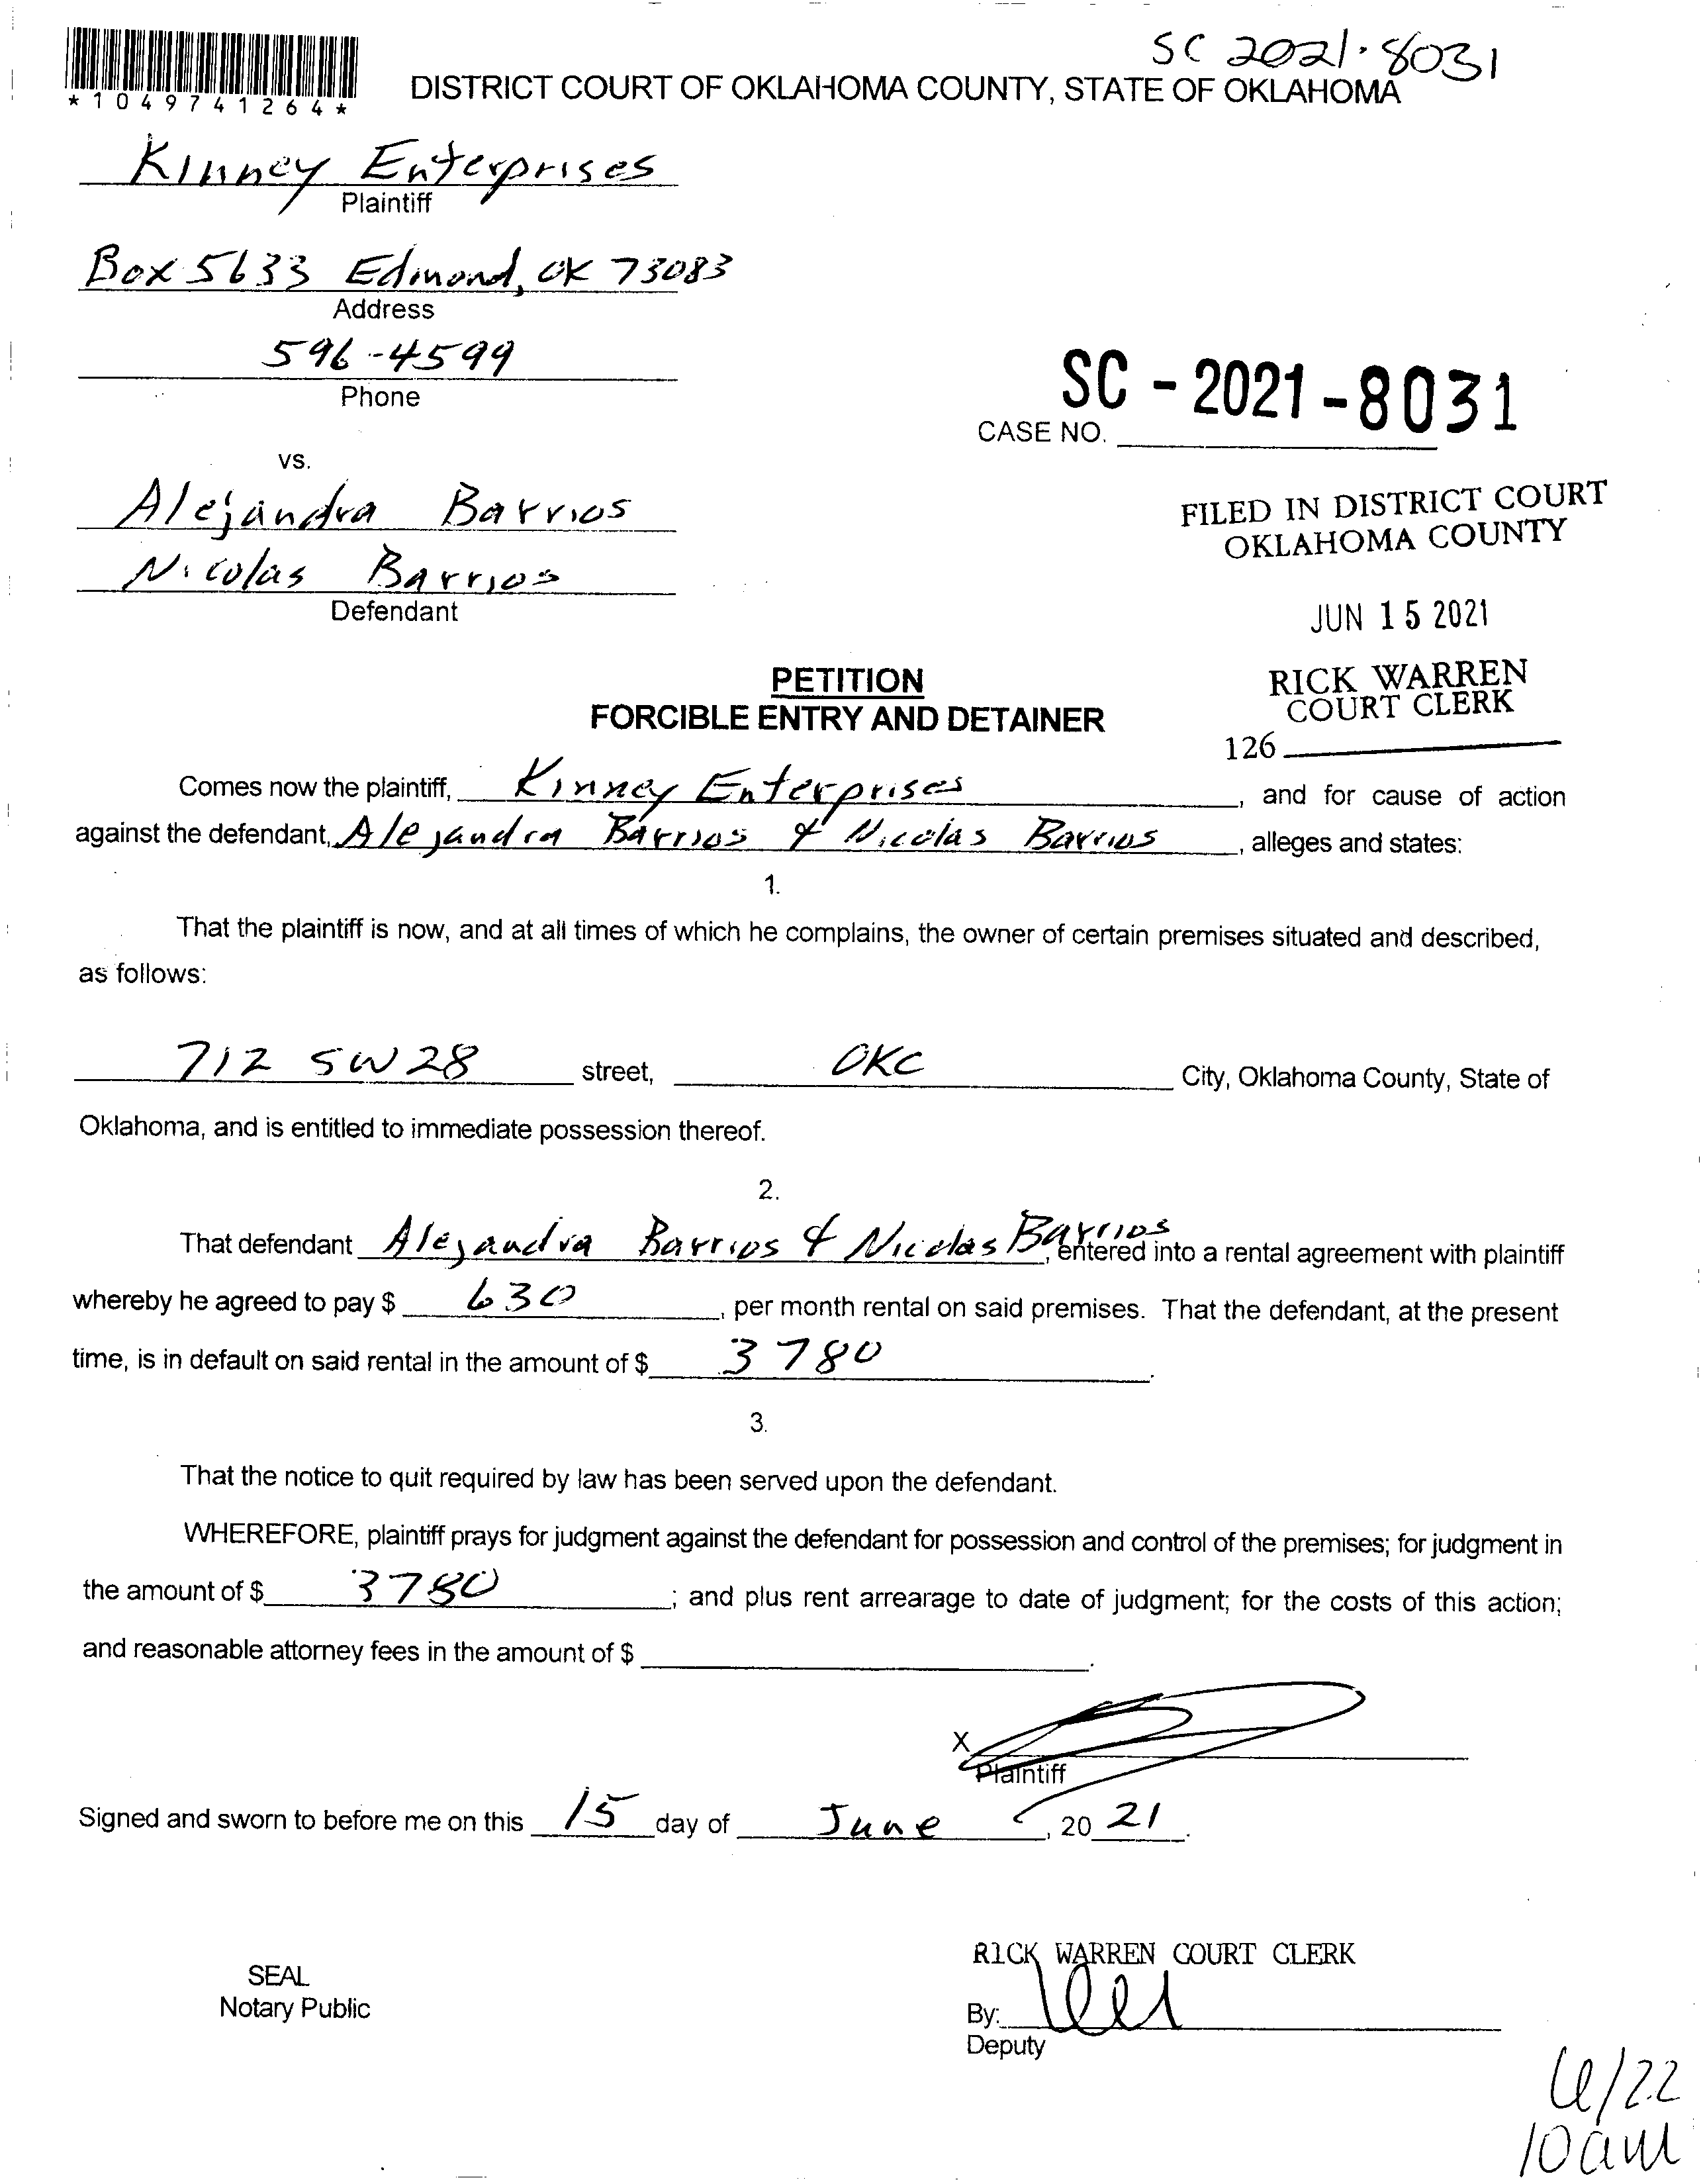 SC 2021-8031
*1049741264*
DISTRICT COURT OF OKLAHOMA COUNTY, STATE OF OKLAHOMA
Kinney Enterprises
Plaintiff
Box 5633 Edmond, OK 73083
Address
596-4599
Phone
SC - 2021 - 8031
CASE NO.
vs.
Alejandra Barrios
Nicolas Barrios
Defendant
FILED IN DISTRICT COURT
OKLAHOMA COUNTY
JUN 15 2021
RICK WARREN
COURT CLERK
126
PETITION
FORCIBLE ENTRY AND DETAINER
Comes now the plaintiff, Kinney Enterprises, and for cause of action
against the defendant, Alejandra Barrios & Nicolas Barrios, alleges and states:
1.
That the plaintiff is now, and at all times of which he complains, the owner of certain premises situated and described,
as follows:
712 SW 28 street, OKC City, Oklahoma County, State of
Oklahoma, and is entitled to immediate possession thereof.
2.
That defendant Alejandra Barrios & Nicolas Barrios, entered into a rental agreement with plaintiff
whereby he agreed to pay $ 630, per month rental on said premises. That the defendant, at the present
time, is in default on said rental in the amount of $ 3780.
3.
That the notice to quit required by law has been served upon the defendant.
WHEREFORE, plaintiff prays for judgment against the defendant for possession and control of the premises; for judgment in
the amount of $ 3780; and plus rent arrearage to date of judgment; for the costs of this action;
and reasonable attorney fees in the amount of $ .
X
Plaintiff
Signed and sworn to before me on this 15 day of June, 20 21.
SEAL
Notary Public
RICK WARREN COURT CLERK
By:
Deputy
6/22
10am